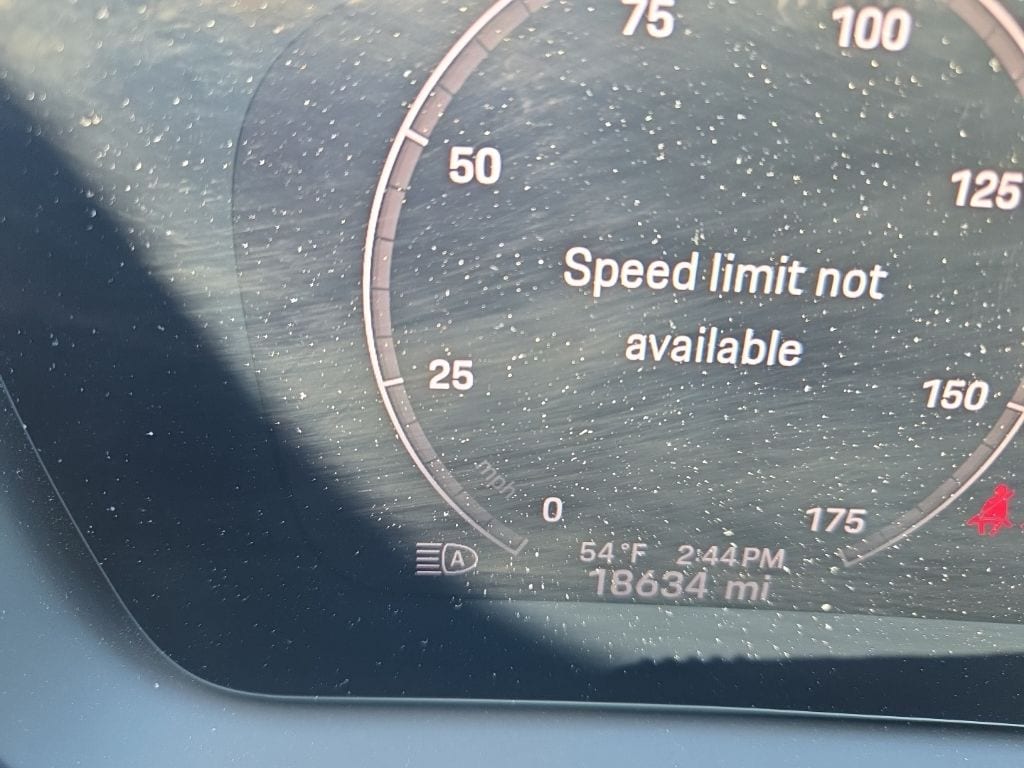 75 100
50 125
Speed limit not
available
25 150
mph
0 175
A
54°F 2:44PM
18634 mi